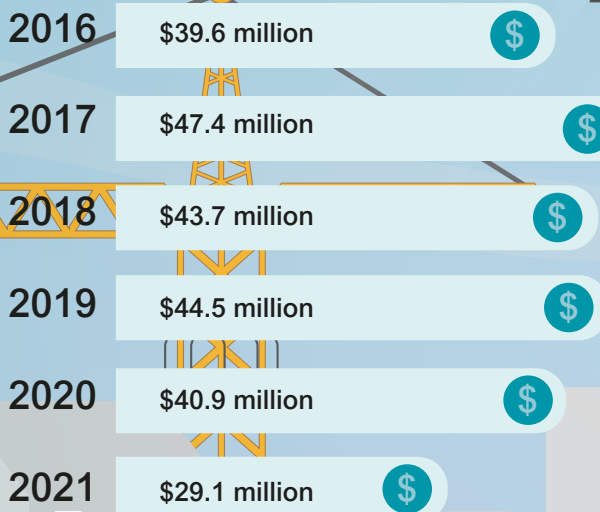 2016 $39.6 million $
2017 $47.4 million $
2018 $43.7 million $
2019 $44.5 million $
2020 $40.9 million $
2021 $29.1 million $